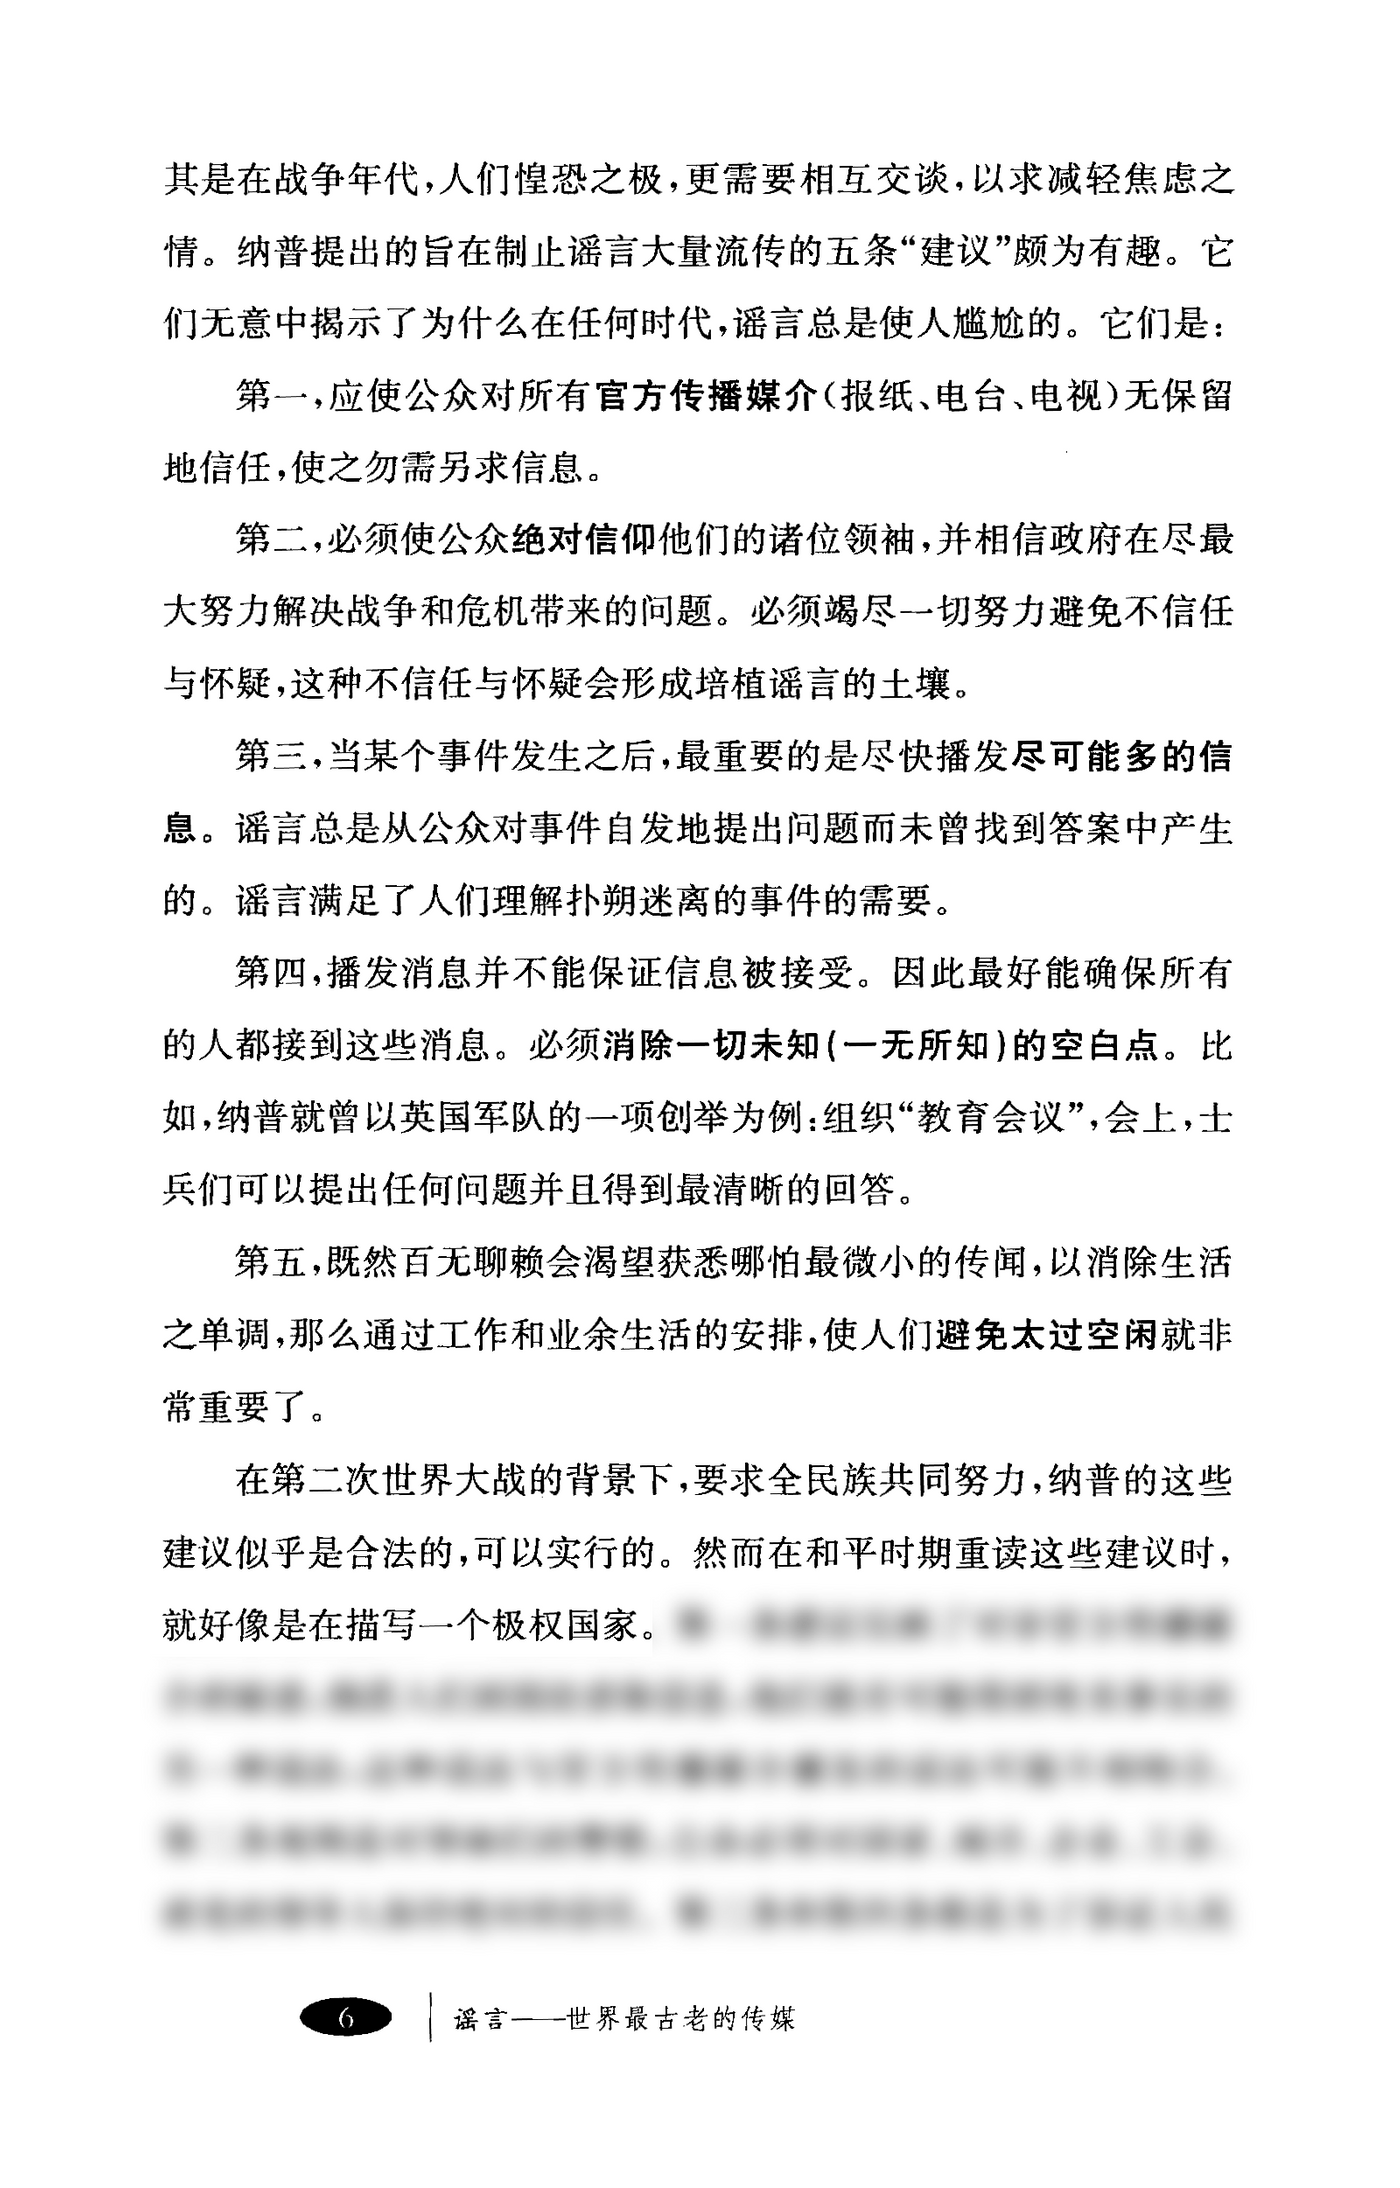 其是在战争年代,人们惶恐之极,更需要相互交谈,以求减轻焦虑之
情。纳普提出的旨在制止谣言大量流传的五条“建议”颇为有趣。它
们无意中揭示了为什么在任何时代,谣言总是使人尴尬的。它们是:
第一,应使公众对所有官方传播媒介(报纸、电台、电视)无保留
地信任,使之勿需另求信息。
第二,必须使公众绝对信仰他们的诸位领袖,并相信政府在尽最
大努力解决战争和危机带来的问题。必须竭尽一切努力避免不信任
与怀疑,这种不信任与怀疑会形成培植谣言的土壤。
第三,当某个事件发生之后,最重要的是尽快播发尽可能多的信
息。谣言总是从公众对事件自发地提出问题而未曾找到答案中产生
的。谣言满足了人们理解扑朔迷离的事件的需要。
第四,播发消息并不能保证信息被接受。因此最好能确保所有
的人都接到这些消息。必须消除一切未知(一无所知)的空白点。比
如,纳普就曾以英国军队的一项创举为例:组织“教育会议”,会上,士
兵们可以提出任何问题并且得到最清晰的回答。
第五,既然百无聊赖会渴望获悉哪怕最微小的传闻,以消除生活
之单调,那么通过工作和业余生活的安排,使人们避免太过空闲就非
常重要了。
在第二次世界大战的背景下,要求全民族共同努力,纳普的这些
建议似乎是合法的,可以实行的。然而在和平时期重读这些建议时,
就好像是在描写一个极权国家。
6 谣言——世界最古老的传媒